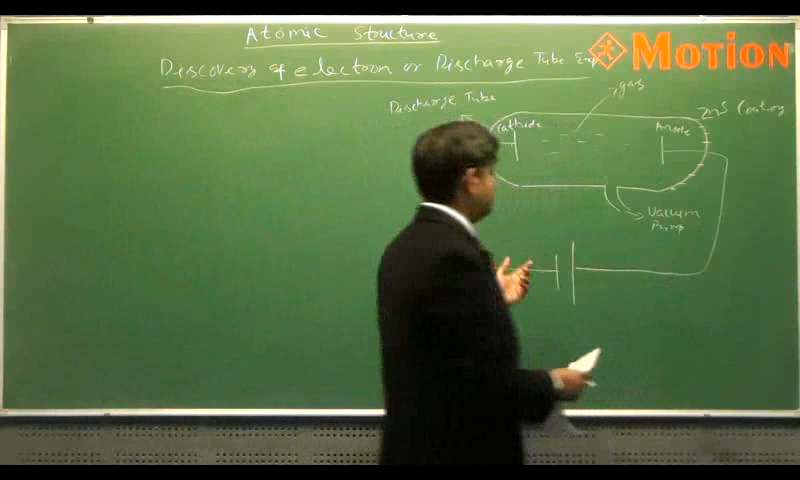 Atomic Structure
Discovery of electron or Discharge Tube Exp
MOTION
Discharge Tube
gas
Cathode
Anode
ZnS Coating
Vaccum
Pump